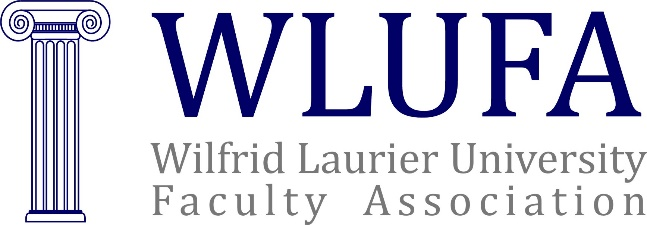 WLUFA
Wilfrid Laurier University
Faculty Association